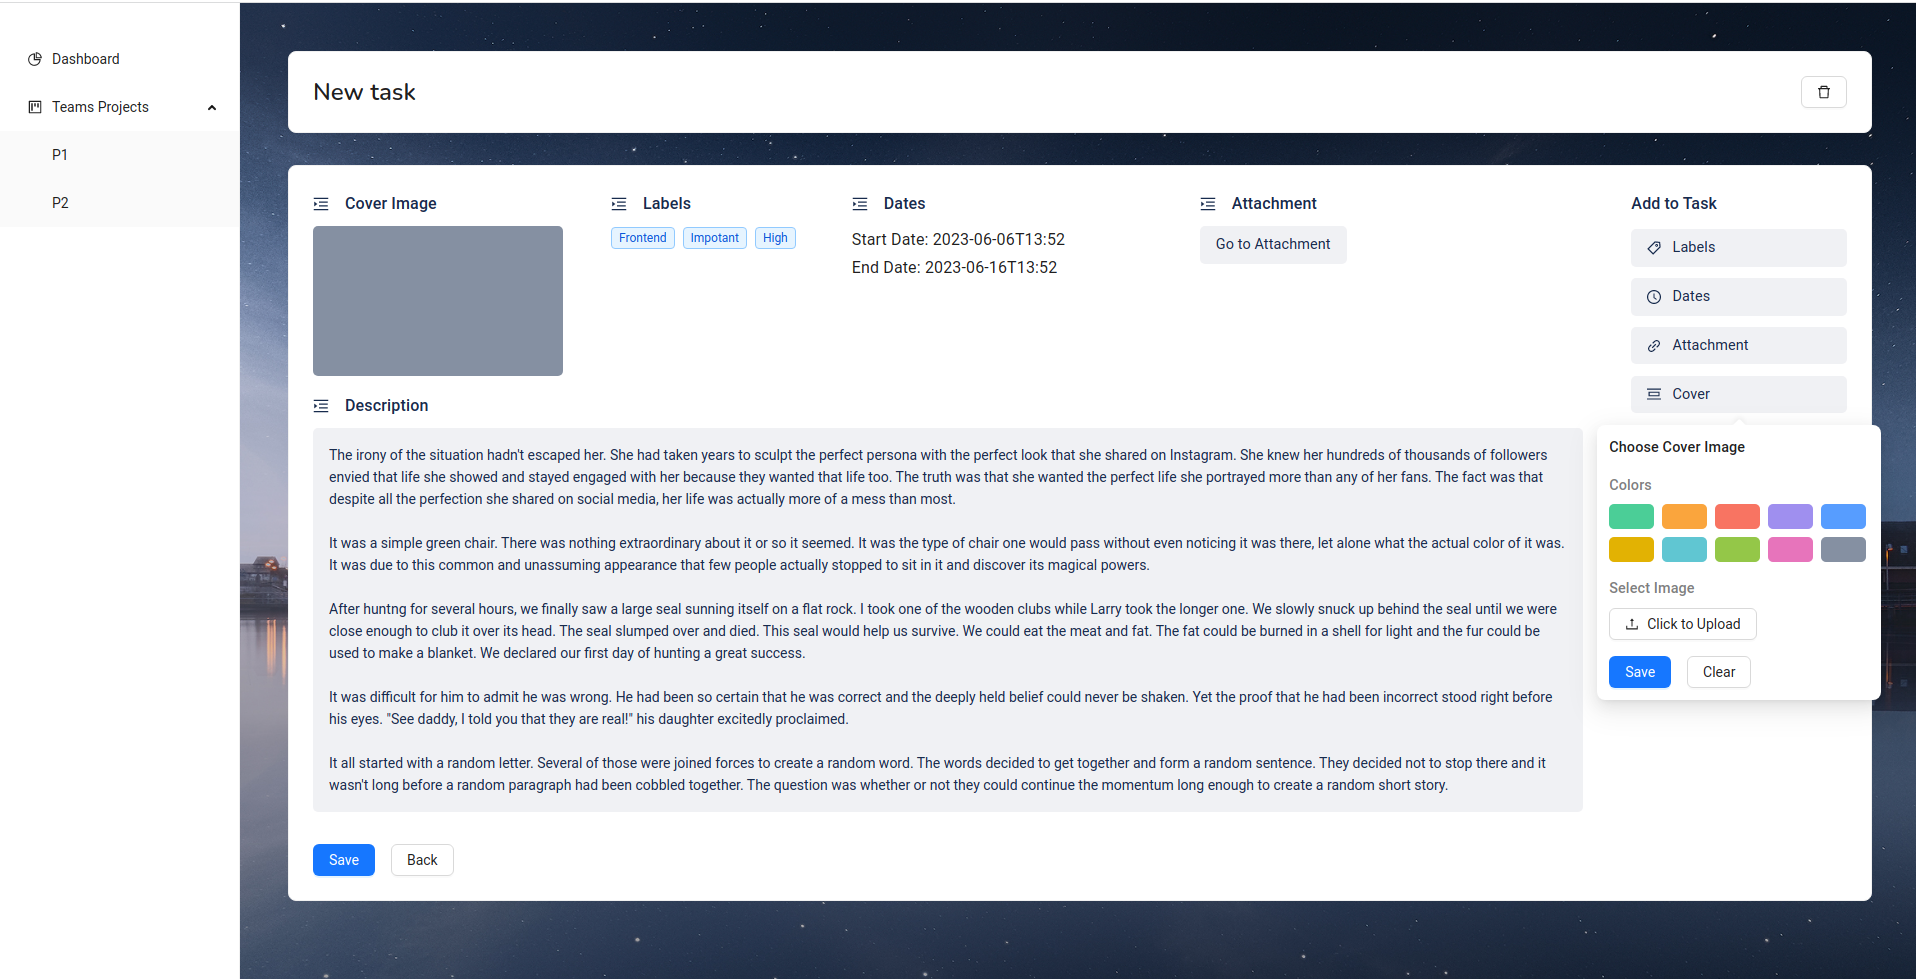 Dashboard
Teams Projects
P1
P2
New task
Cover Image
Labels
Frontend
Impotant
High
Dates
Start Date: 2023-06-06T13:52
End Date: 2023-06-16T13:52
Attachment
Go to Attachment
Description
The irony of the situation hadn't escaped her. She had taken years to sculpt the perfect persona with the perfect look that she shared on Instagram. She knew her hundreds of thousands of followers
envied that life she showed and stayed engaged with her because they wanted that life too. The truth was that she wanted the perfect life she portrayed more than any of her fans. The fact was that
despite all the perfection she shared on social media, her life was actually more of a mess than most.
It was a simple green chair. There was nothing extraordinary about it or so it seemed. It was the type of chair one would pass without even noticing it was there, let alone what the actual color of it was.
It was due to this common and unassuming appearance that few people actually stopped to sit in it and discover its magical powers.
After huntng for several hours, we finally saw a large seal sunning itself on a flat rock. I took one of the wooden clubs while Larry took the longer one. We slowly snuck up behind the seal until we were
close enough to club it over its head. The seal slumped over and died. This seal would help us survive. We could eat the meat and fat. The fat could be burned in a shell for light and the fur could be
used to make a blanket. We declared our first day of hunting a great success.
It was difficult for him to admit he was wrong. He had been so certain that he was correct and the deeply held belief could never be shaken. Yet the proof that he had been incorrect stood right before
his eyes. "See daddy, I told you that they are real!" his daughter excitedly proclaimed.
It all started with a random letter. Several of those were joined forces to create a random word. The words decided to get together and form a random sentence. They decided not to stop there and it
wasn't long before a random paragraph had been cobbled together. The question was whether or not they could continue the momentum long enough to create a random short story.
Save
Back
Add to Task
Labels
Dates
Attachment
Cover
Choose Cover Image
Colors
Select Image
Click to Upload
Save
Clear